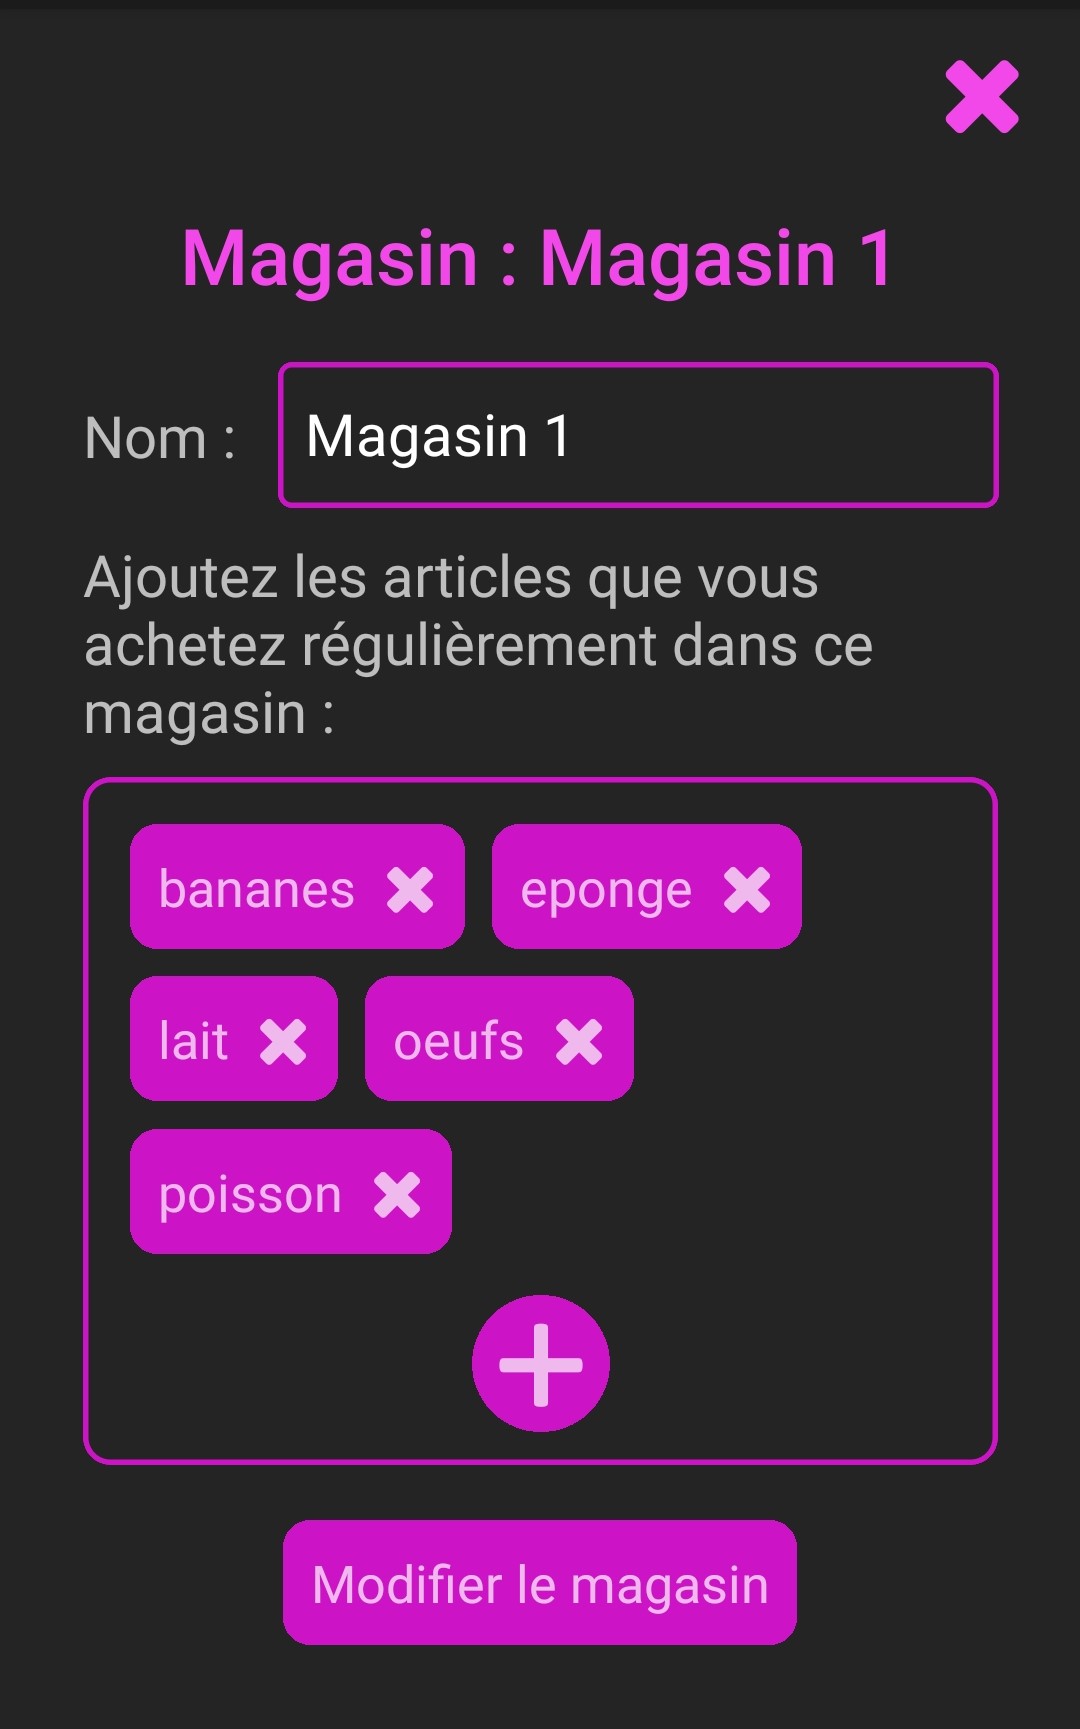 Magasin : Magasin 1
Nom :
Magasin 1
Ajoutez les articles que vous
achetez régulièrement dans ce
magasin :
bananes
eponge
lait
oeufs
poisson
Modifier le magasin